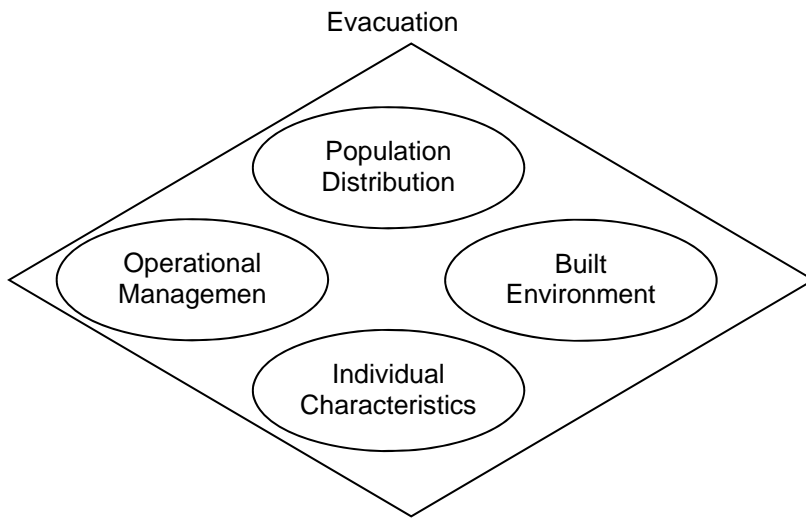 Evacuation
Population
Distribution
Operational
Managemen
Built
Environment
Individual
Characteristics